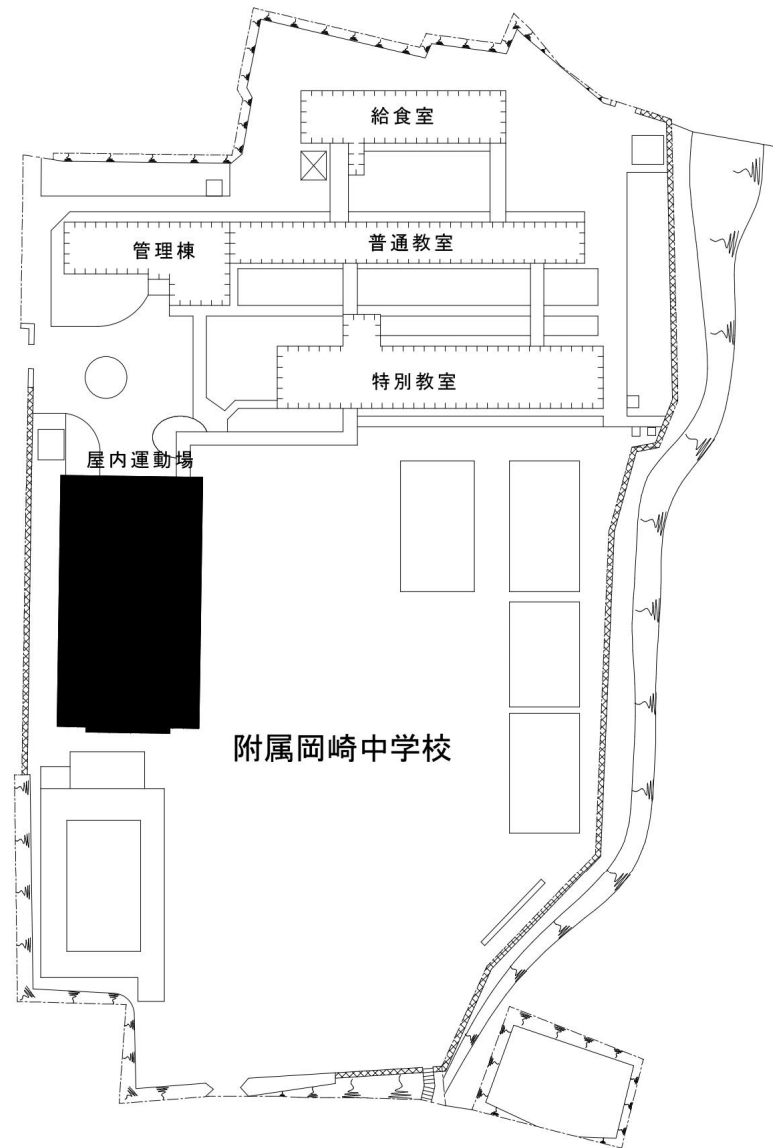 給食室
管理棟
普通教室
特別教室
屋内運動場
附属岡崎中学校